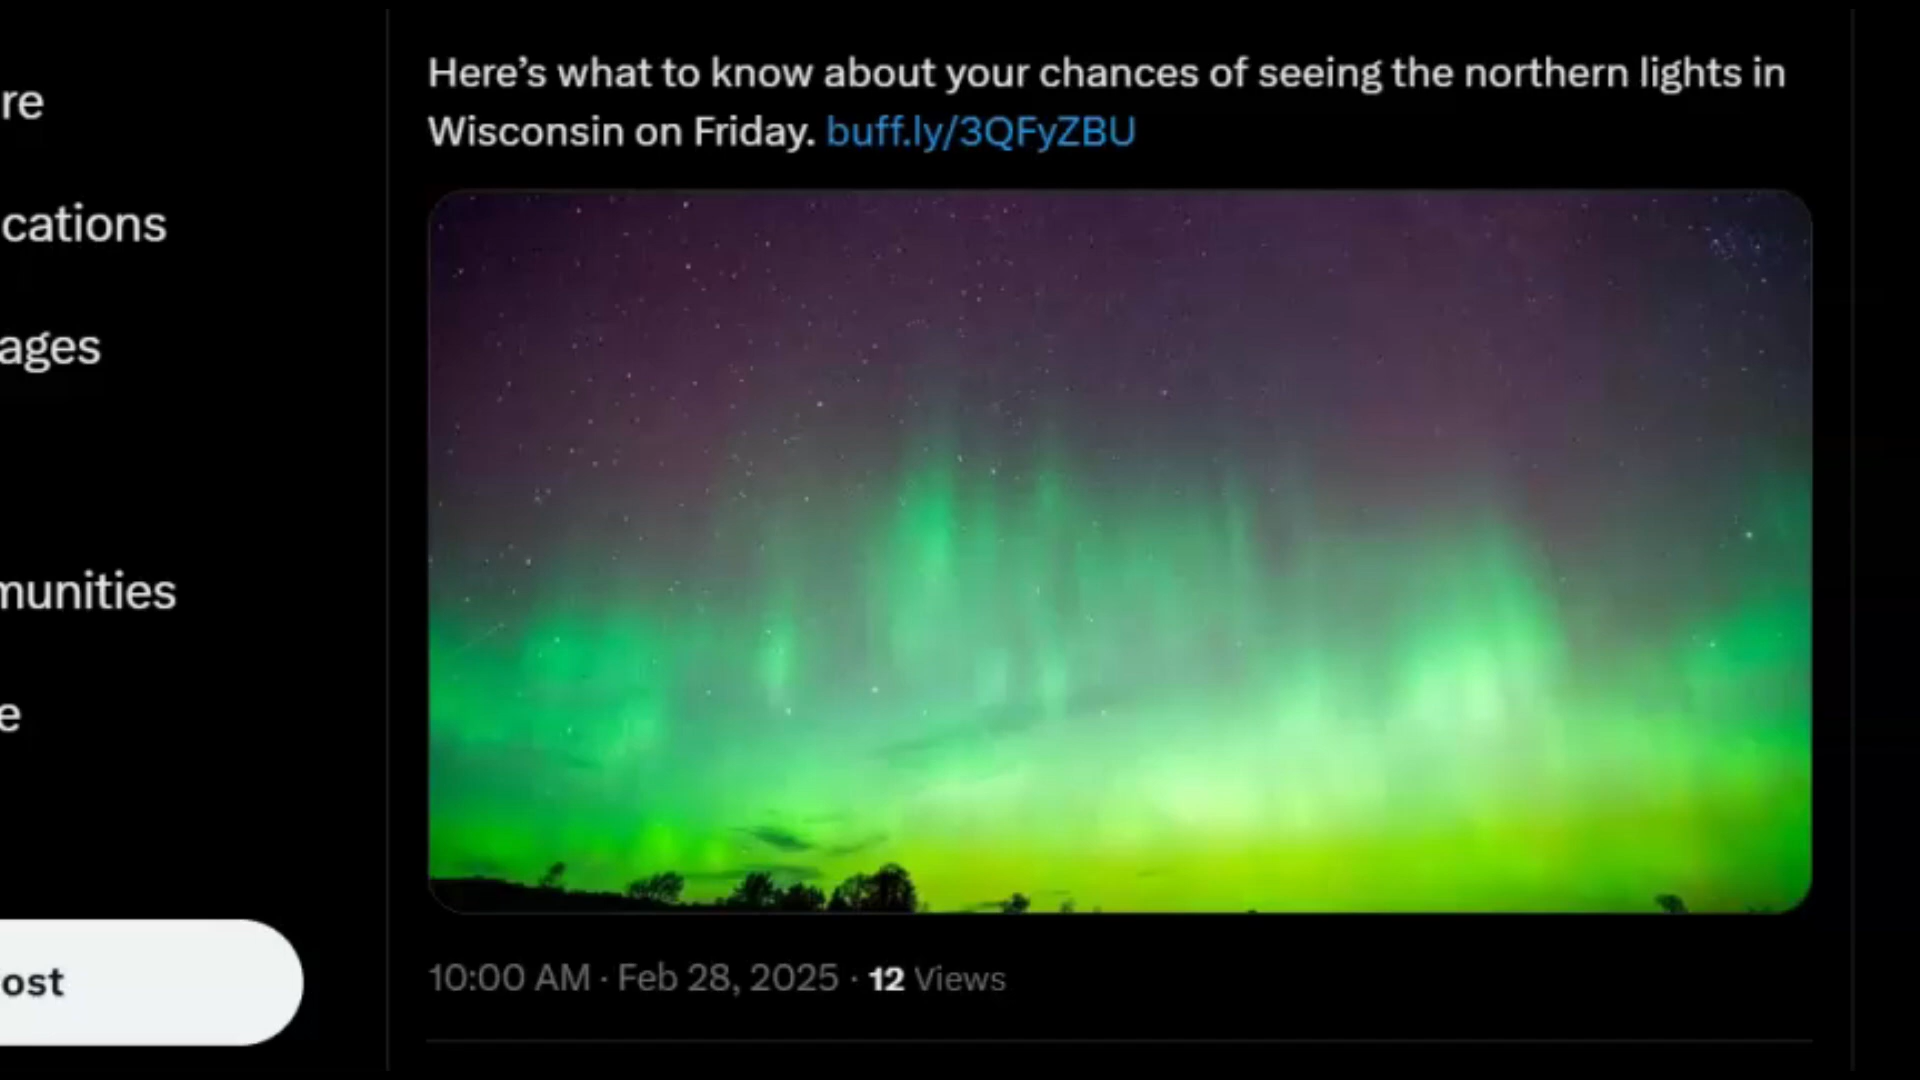 Here’s what to know about your chances of seeing the northern lights in
Wisconsin on Friday. buff.ly/3QFyZBU
re
cations
ages
munities
e
ost
10:00 AM · Feb 28, 2025 · 12 Views